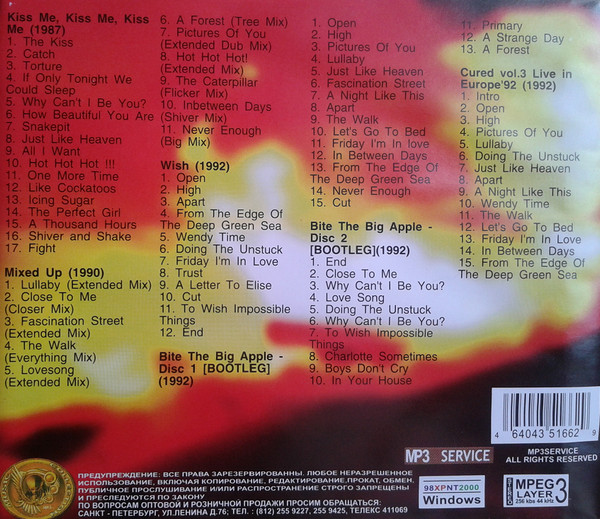 Kiss Me, Kiss Me, Kiss
Me (1987)
1. The Kiss
2. Catch
3. Torture
4. If Only Tonight We
Could Sleep
5. Why Can't I Be You?
6. How Beautiful You Are
7. Snakepit
8. Just Like Heaven
9. All I Want
10. Hot Hot Hot !!!
11. One More Time
12. Like Cockatoos
13. Icing Sugar
14. The Perfect Girl
15. A Thousand Hours
16. Shiver and Shake
17. Fight
Mixed Up (1990)
1. Lullaby (Extended Mix)
2. Close To Me
(Closer Mix)
3. Fascination Street
(Extended Mix)
4. The Walk
(Everything Mix)
5. Lovesong
(Extended Mix)
6. A Forest (Tree Mix)
7. Pictures Of You
(Extended Dub Mix)
8. Hot Hot Hot!
(Extended Mix)
9. The Caterpillar
(Flicker Mix)
10. Inbetween Days
(Shiver Mix)
11. Never Enough
(Big Mix)
Wish (1992)
1. Open
2. High
3. Apart
4. From The Edge Of
The Deep Green Sea
5. Wendy Time
6. Doing The Unstuck
7. Friday I'm In Love
8. Trust
9. A Letter To Elise
10. Cut
11. To Wish Impossible
Things
12. End
Bite The Big Apple -
Disc 1 [BOOTLEG]
(1992)
1. Open
2. High
3. Pictures Of You
4. Lullaby
5. Just Like Heaven
6. Fascination Street
7. A Night Like This
8. Apart
9. The Walk
10. Let's Go To Bed
11. Friday I'm In Love
12. In Between Days
13. From The Edge Of
The Deep Green Sea
14. Never Enough
15. Cut
Bite The Big Apple -
Disc 2
[BOOTLEG](1992)
1. End
2. Close To Me
3. Why Can't I Be You?
4. Love Song
5. Doing The Unstuck
6. Why Can't I Be You?
7. To Wish Impossible
Things
8. Charlotte Sometimes
9. Boys Don't Cry
10. In Your House
11. Primary
12. A Strange Day
13. A Forest
Cured vol.3 Live in
Europe'92 (1992)
1. Intro
2. Open
3. High
4. Pictures Of You
5. Lullaby
6. Doing The Unstuck
7. Just Like Heaven
8. Apart
9. A Night Like This
10. Wendy Time
11. The Walk
12. Let's Go To Bed
13. Friday I'm In Love
14. In Between Days
15. From The Edge Of
The Deep Green Sea
4 64043 51662 9
MP3 SERVICE
MP3SERVICE
ALL RIGHTS RESERVED
ПРЕДУПРЕЖДЕНИЕ: ВСЕ ПРАВА ЗАРЕЗЕРВИРОВАННЫ. ЛЮБОЕ НЕРАЗРЕШЕННОЕ
ИСПОЛЬЗОВАНИЕ, ВКЛЮЧАЯ КОПИРОВАНИЕ, РЕДАКТИРОВАНИЕ,ПРОКАТ, ОБМЕН,
ПУБЛИЧНОЕ ПРОСЛУШИВАНИЕ И/ИЛИ РАСПРОСТРАНЕНИЕ СТРОГО ЗАПРЕЩЕНЫ
И ПРЕСЛЕДУЮТСЯ ПО ЗАКОНУ
ПО ВОПРОСАМ ОПТОВОЙ И РОЗНИЧНОЙ ПРОДАЖИ ПРОСИМ ОБРАЩАТЬСЯ:
САНКТ - ПЕТЕРБУРГ, УЛ.ЛЕНИНА Д.76; ТЕЛ. : (812) 255 9227, 255 9425, ТЕЛЕКС 411069
98XPNT2000
Windows
MPEG
LAYER 3
256 kbs 44 kHz